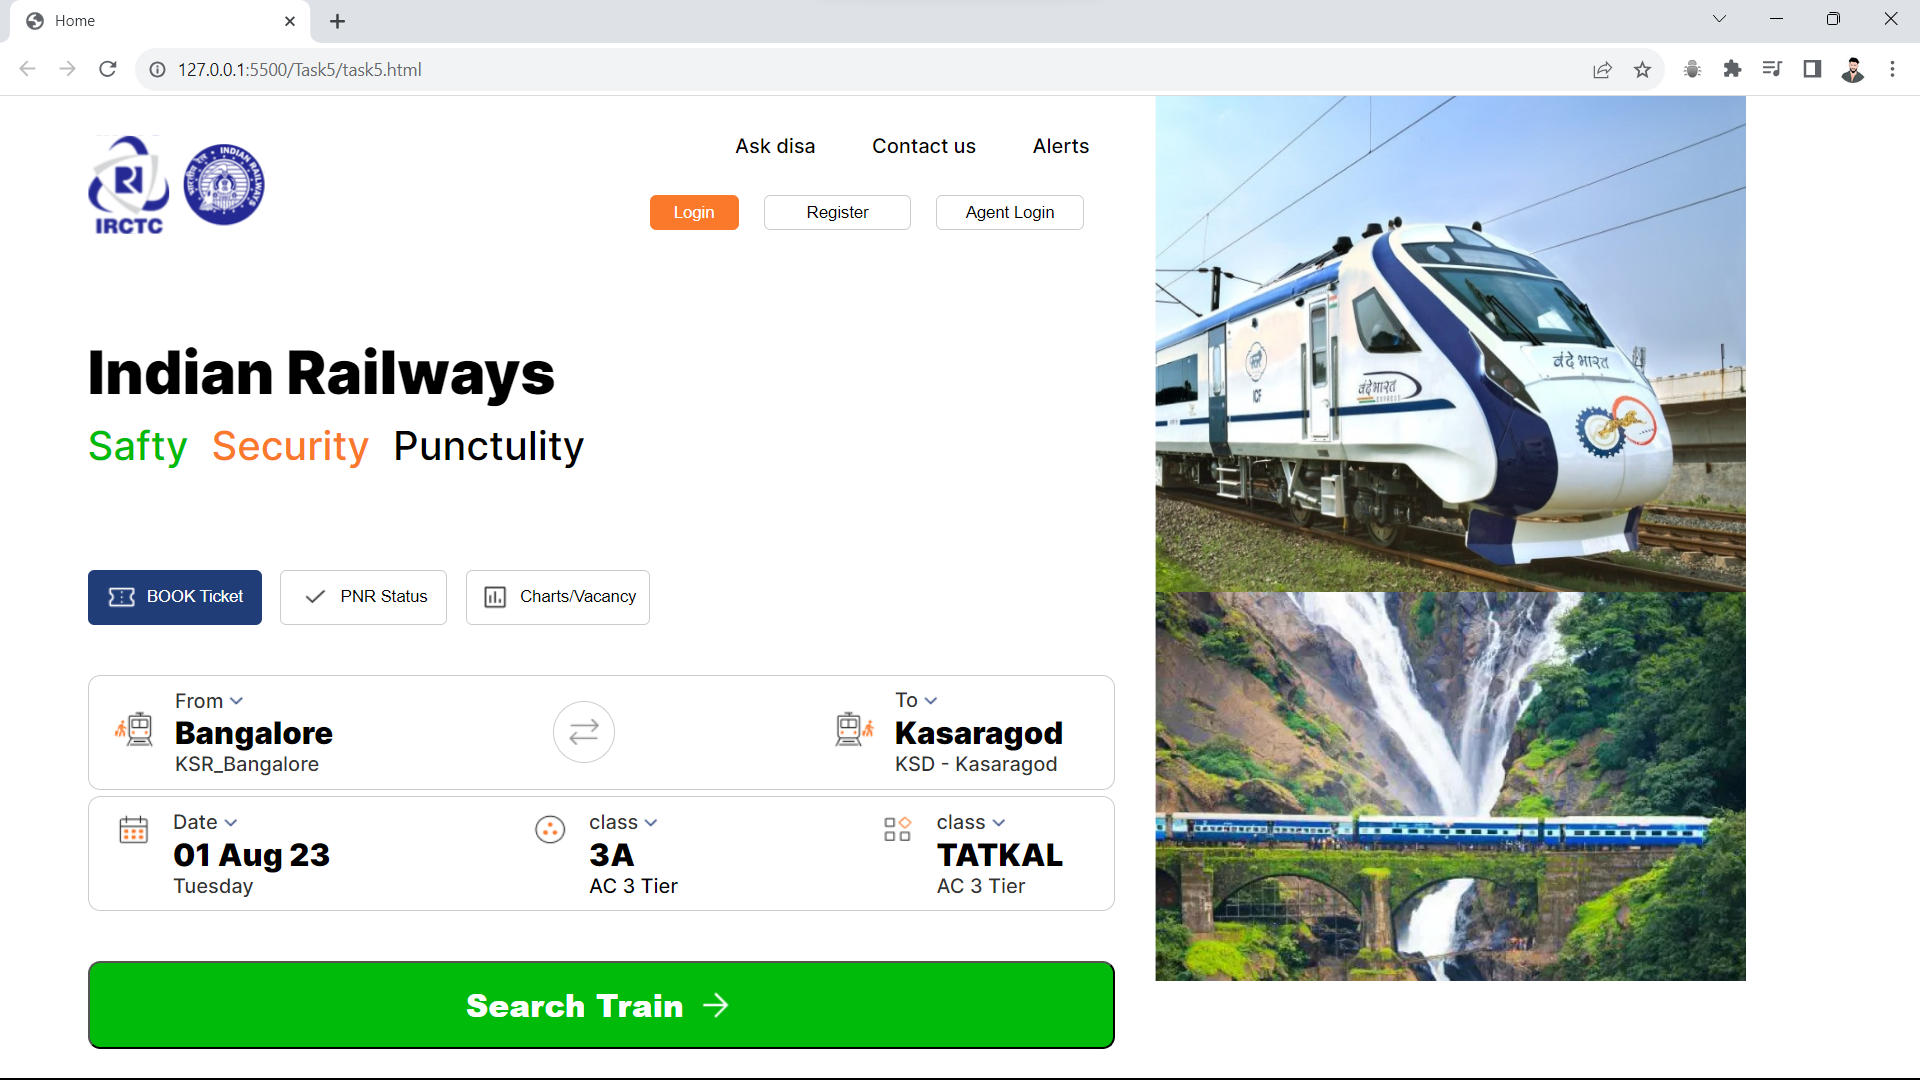 Home
127.0.0.1:5500/Task5/task5.html
IRCTC
INDIAN RAILWAYS
Ask disa Contact us Alerts
Login Register Agent Login
Indian Railways
Safty Security Punctulity
BOOK Ticket PNR Status Charts/Vacancy
From
Bangalore
KSR_Bangalore
To
Kasaragod
KSD - Kasaragod
Date
01 Aug 23
Tuesday
class
3A
AC 3 Tier
class
TATKAL
AC 3 Tier
Search Train
वंदे भारत
ICF
वंदे भारत
EXPRESS